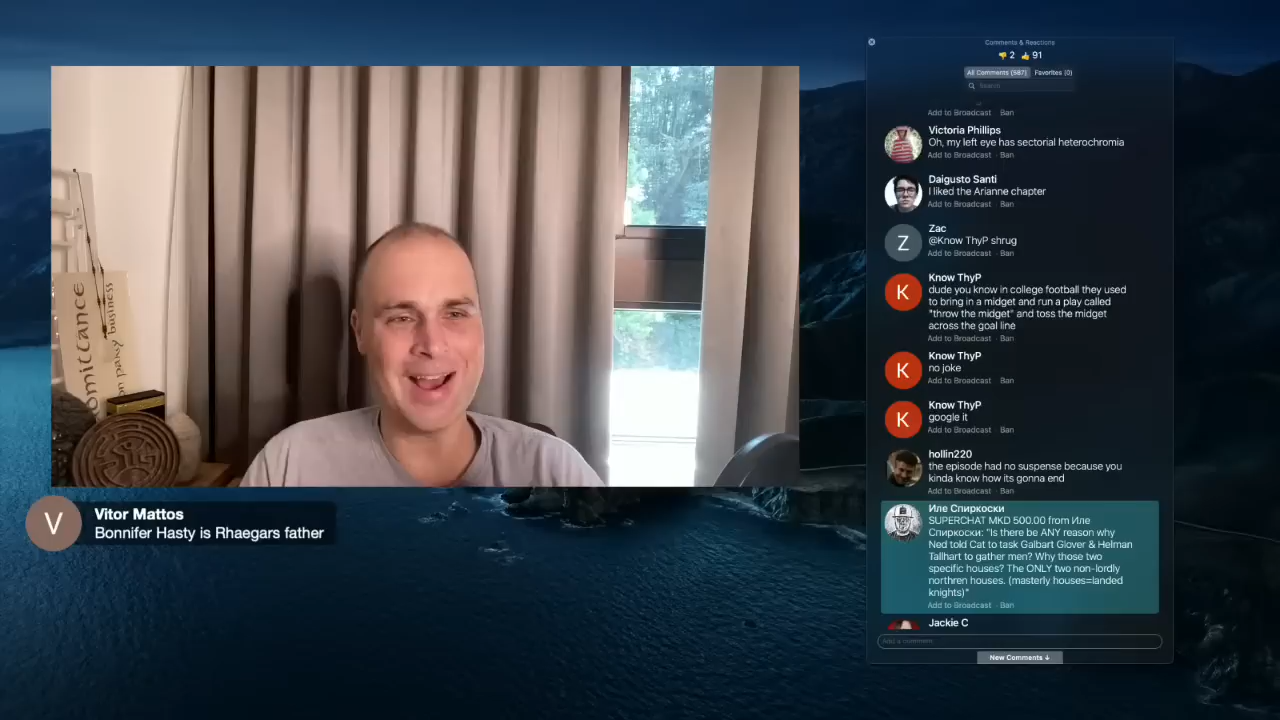 omittance
on party business
Vitor Mattos
Bonnifer Hasty is Rhaegars father
Comments & Reactions
2 91
All Comments (587) Favorites (0)
Search
Add to Broadcast · Ban
Victoria Phillips
Oh, my left eye has sectorial heterochromia
Add to Broadcast · Ban
Daigusto Santi
I liked the Arianne chapter
Add to Broadcast · Ban
Z
Zac
@Know ThyP shrug
Add to Broadcast · Ban
K
Know ThyP
dude you know in college football they used
to bring in a midget and run a play called
"throw the midget" and toss the midget
across the goal line
Add to Broadcast · Ban
K
Know ThyP
no joke
Add to Broadcast · Ban
K
Know ThyP
google it
Add to Broadcast · Ban
hollin220
the episode had no suspense because you
kinda know how its gonna end
Add to Broadcast · Ban
Иле Спиркоски
SUPERCHAT MKD 500.00 from Иле
Спиркоски: "Is there be ANY reason why
Ned told Cat to task Galbart Glover & Helman
Tallhart to gather men? Why those two
specific houses? The ONLY two non-lordly
northren houses. (masterly houses=landed
knights)"
Add to Broadcast · Ban
Jackie C
Add a comment...
New Comments ↓
V